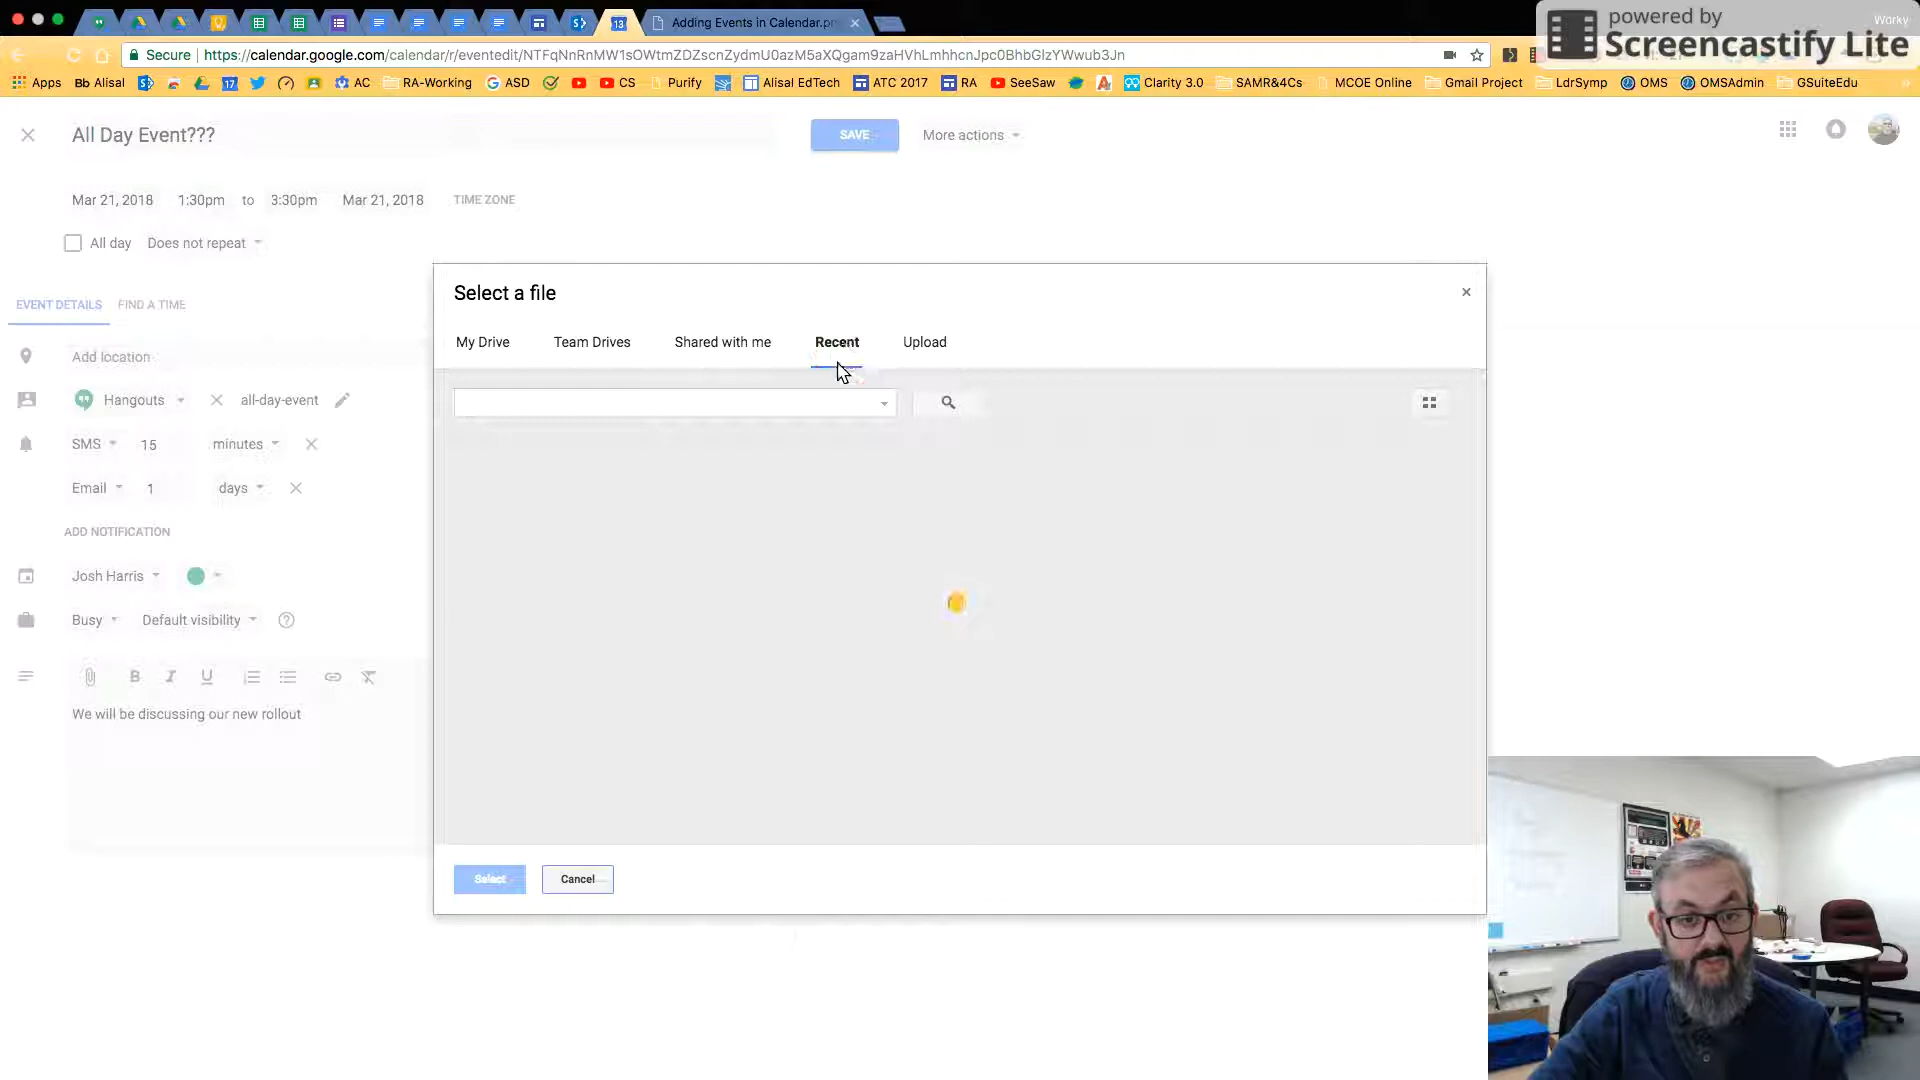 Adding Events in Calendar.pn
Worky
powered by
Screencastify Lite
Secure https://calendar.google.com/calendar/r/eventedit/NTFqNnRnMW1sOWtmZDZscnZydmU0azM5aXQgam9zaHVhLmhhcnJpc0BhbGlzYWwub3Jn
Apps Bb Alisal 17 AC RA-Working ASD CS Purify Alisal EdTech ATC 2017 RA SeeSaw Clarity 3.0 SAMR&4Cs MCOE Online Gmail Project LdrSymp OMS OMSAdmin GSuiteEdu
All Day Event???
SAVE
More actions
Mar 21, 2018 1:30pm to 3:30pm Mar 21, 2018 TIME ZONE
All day Does not repeat
EVENT DETAILS FIND A TIME
Add location
Hangouts all-day-event
SMS 15 minutes
Email 1 days
ADD NOTIFICATION
Josh Harris
Busy Default visibility
B I U
We will be discussing our new rollout
Select a file
My Drive Team Drives Shared with me Recent Upload
Select Cancel